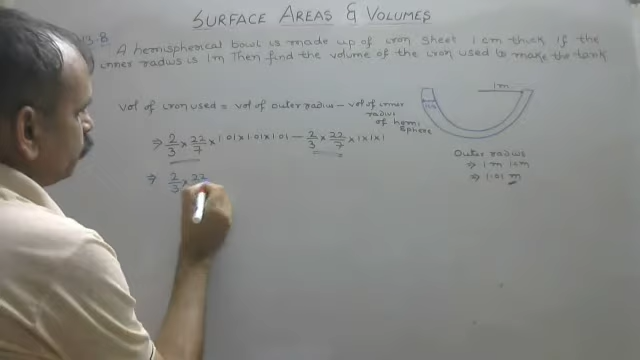 SURFACE AREAS & VOLUMES
13.8
A hemispherical bowl is made up of iron sheet 1cm thick if the
inner radius is 1m Then find the volume of the iron used to make the tank
1m
1cm
Vol of iron used = vol of outer radius - vol of inner
radius
of hemi
sphere
⇒ 2/3 × 22/7 × 1.01 × 1.01 × 1.01 - 2/3 × 22/7 × 1×1×1
Outer radius
⇒ 1m 1cm
⇒ 1.01 m
⇒ 2/3 × 22